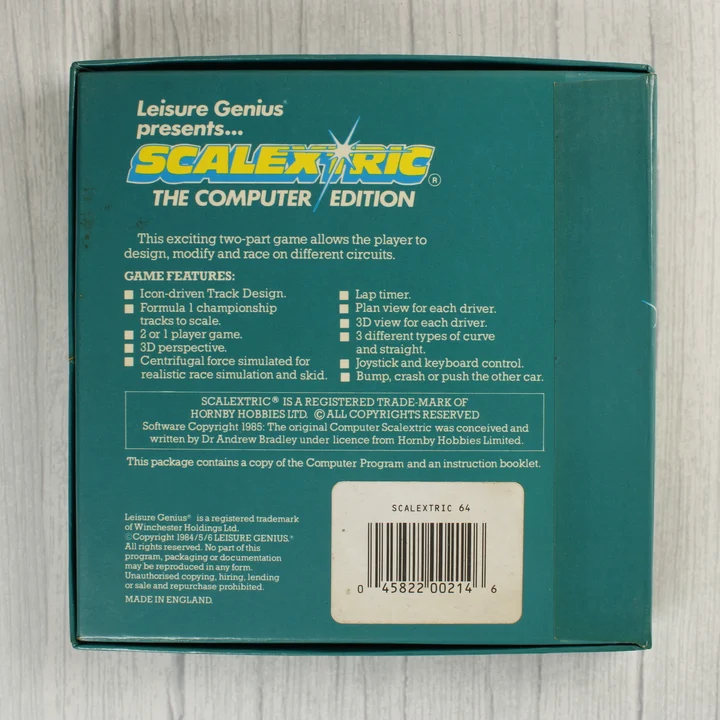 Leisure Genius®
presents...
SCALEXTRIC®
THE COMPUTER EDITION
This exciting two-part game allows the player to
design, modify and race on different circuits.
GAME FEATURES:
Icon-driven Track Design.
Formula 1 championship
tracks to scale.
2 or 1 player game.
3D perspective.
Centrifugal force simulated for
realistic race simulation and skid.
Lap timer.
Plan view for each driver.
3D view for each driver.
3 different types of curve
and straight.
Joystick and keyboard control.
Bump, crash or push the other car.
SCALEXTRIC® IS A REGISTERED TRADE-MARK OF
HORNBY HOBBIES LTD. ©ALL COPYRIGHTS RESERVED
Software Copyright 1985: The original Computer Scalextric was conceived and
written by Dr Andrew Bradley under licence from Hornby Hobbies Limited.
This package contains a copy of the Computer Program and an instruction booklet.
Leisure Genius® is a registered trademark
of Winchester Holdings Ltd.
©Copyright 1984/5/6 LEISURE GENIUS.®
All rights reserved. No part of this
program, packaging or documentation
may be reproduced in any form.
Unauthorised copying, hiring, lending
or sale and repurchase prohibited.
MADE IN ENGLAND.
SCALEXTRIC 64
0 45822 00214 6